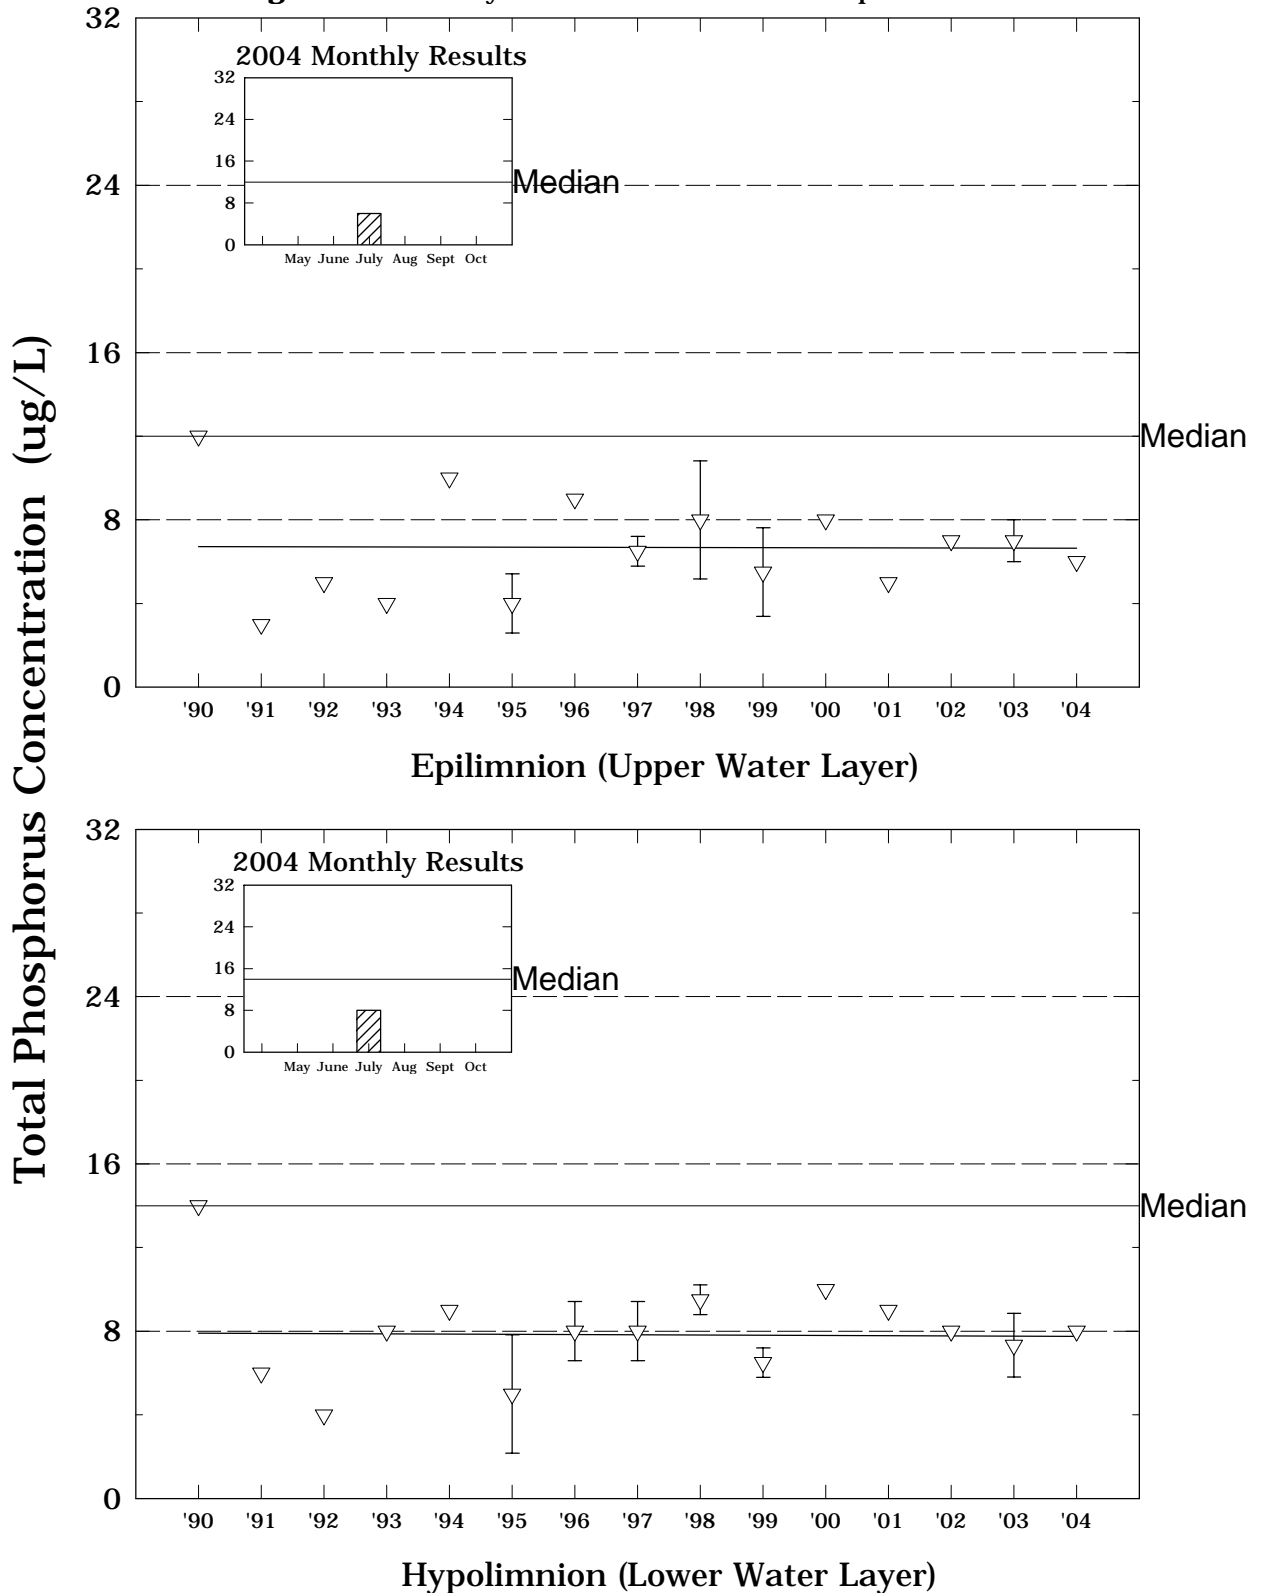 32
2004 Monthly Results
32
24
16
8
0
Median
May June July Aug Sept Oct
24
16
Median
8
0
'90 '91 '92 '93 '94 '95 '96 '97 '98 '99 '00 '01 '02 '03 '04
Epilimnion (Upper Water Layer)
Total Phosphorus Concentration (ug/L)
32
2004 Monthly Results
32
24
16
8
0
Median
May June July Aug Sept Oct
24
16
Median
8
0
'90 '91 '92 '93 '94 '95 '96 '97 '98 '99 '00 '01 '02 '03 '04
Hypolimnion (Lower Water Layer)